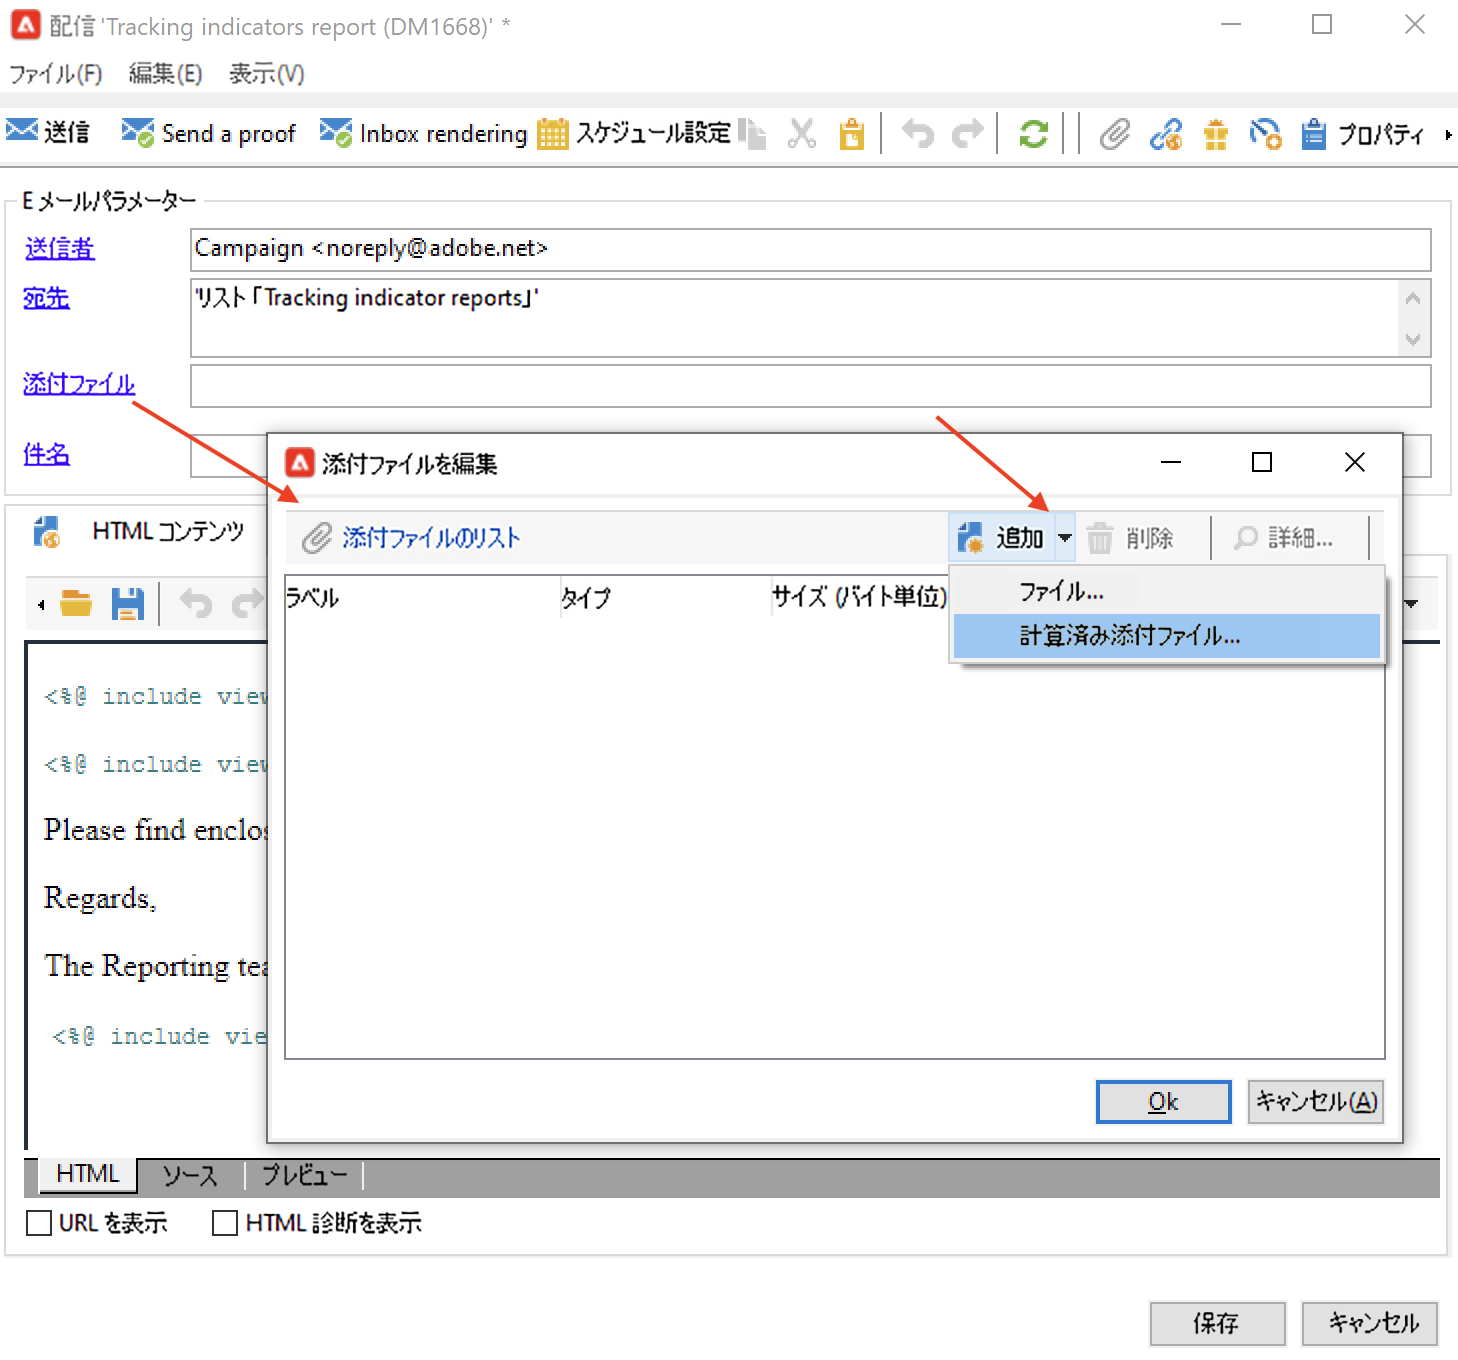 配信 'Tracking indicators report (DM1668)' *
ファイル(F) 編集(E) 表示(V)
送信 Send a proof Inbox rendering スケジュール設定 プロパティ
E メールパラメーター
送信者 Campaign <noreply@adobe.net>
宛先 'リスト「Tracking indicator reports」'
添付ファイル
件名
添付ファイルを編集
HTML コンテンツ
添付ファイルのリスト 追加 削除 詳細...
ラベル タイプ サイズ (バイト単位)
ファイル...
計算済み添付ファイル...
<%@ include view
<%@ include view
Please find enclos
Regards,
The Reporting tea
<%@ include vie
Ok キャンセル(A)
HTML ソース プレビュー
URL を表示 HTML 診断を表示
保存 キャンセル